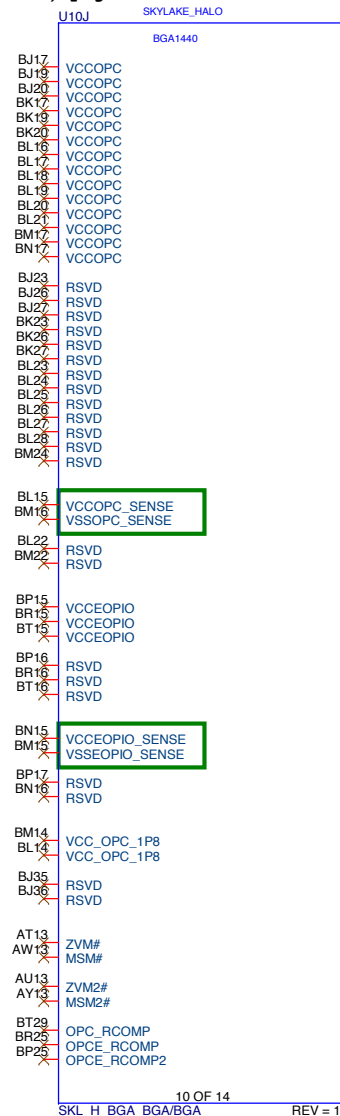 U10J SKYLAKE_HALO
BGA1440
BJ17 VCCOPC
BJ19 VCCOPC
BJ20 VCCOPC
BK17 VCCOPC
BK19 VCCOPC
BK20 VCCOPC
BL16 VCCOPC
BL17 VCCOPC
BL18 VCCOPC
BL19 VCCOPC
BL20 VCCOPC
BL21 VCCOPC
BM17 VCCOPC
BN17 VCCOPC
BJ23 RSVD
BJ26 RSVD
BJ27 RSVD
BK23 RSVD
BK26 RSVD
BK27 RSVD
BL23 RSVD
BL24 RSVD
BL25 RSVD
BL26 RSVD
BL27 RSVD
BL28 RSVD
BM24 RSVD
BL15 VCCOPC_SENSE
BM16 VSSOPC_SENSE
BL22 RSVD
BM22 RSVD
BP15 VCCEOPIO
BR15 VCCEOPIO
BT15 VCCEOPIO
BP16 RSVD
BR16 RSVD
BT16 RSVD
BN15 VCCEOPIO_SENSE
BM15 VSSEOPIO_SENSE
BP17 RSVD
BN16 RSVD
BM14 VCC_OPC_1P8
BL14 VCC_OPC_1P8
BJ35 RSVD
BJ36 RSVD
AT13 ZVM#
AW13 MSM#
AU13 ZVM2#
AY13 MSM2#
BT29 OPC_RCOMP
BR25 OPCE_RCOMP
BP25 OPCE_RCOMP2
10 OF 14
SKL_H_BGA_BGA/BGA REV = 1